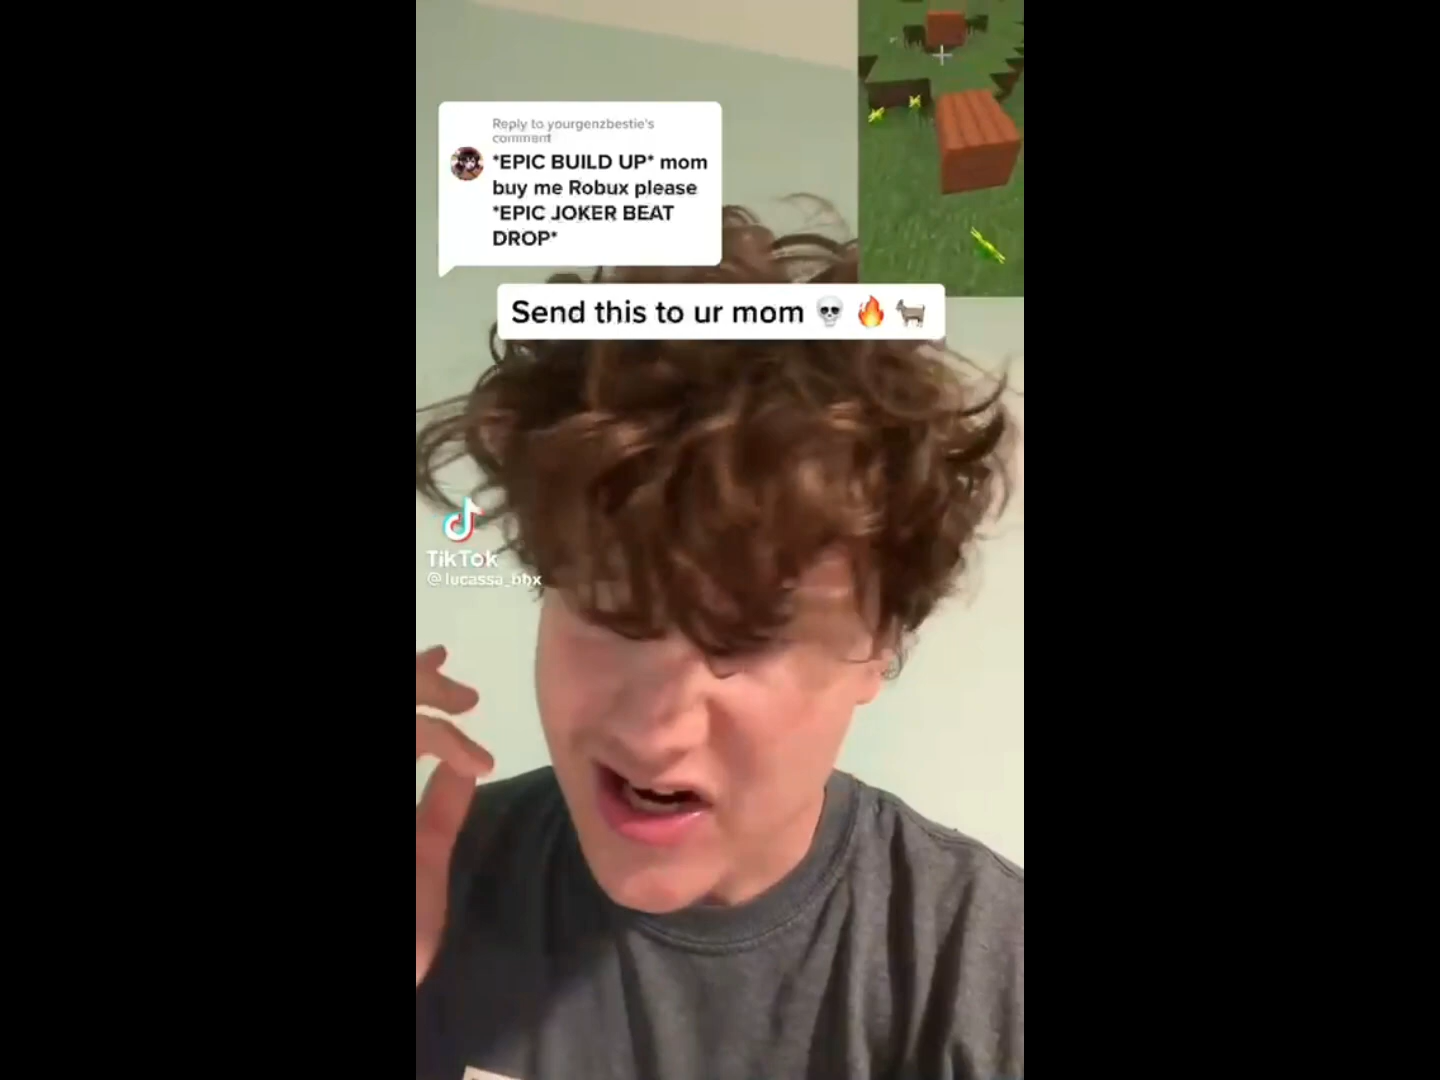 Reply to yourgenzbestie's
comment
*EPIC BUILD UP* mom
buy me Robux please
*EPIC JOKER BEAT
DROP*
Send this to ur mom 💀 🔥 🐐
TikTok
@lucassa_bbx